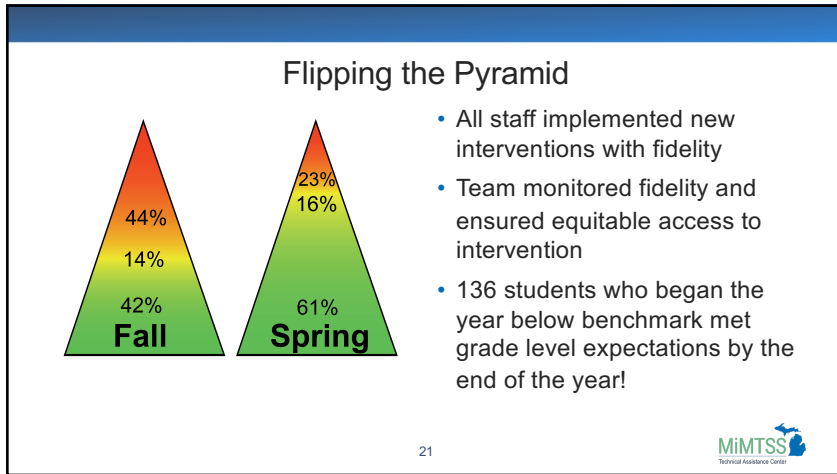 Flipping the Pyramid
44%
14%
42%
Fall
23%
16%
61%
Spring
• All staff implemented new
interventions with fidelity
• Team monitored fidelity and
ensured equitable access to
intervention
• 136 students who began the
year below benchmark met
grade level expectations by the
end of the year!
21
MiMTSS
Technical Assistance Center